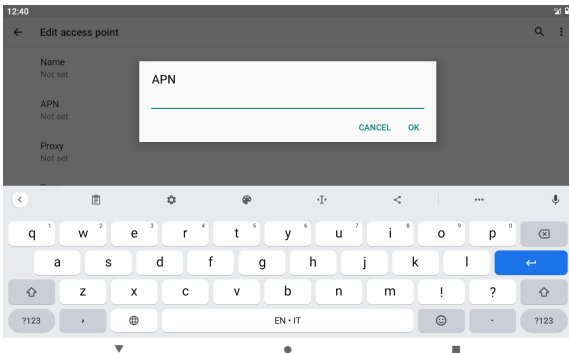 12:40
Edit access point
Name
Not set
APN
Not set
Proxy
Not set
APN
CANCEL OK
q 1 w 2 e 3 r 4 t 5 y 6 u 7 i 8 o 9 p 0
a s d f g h j k l
z x c v b n m ! ?
?123 , EN • IT . ?123